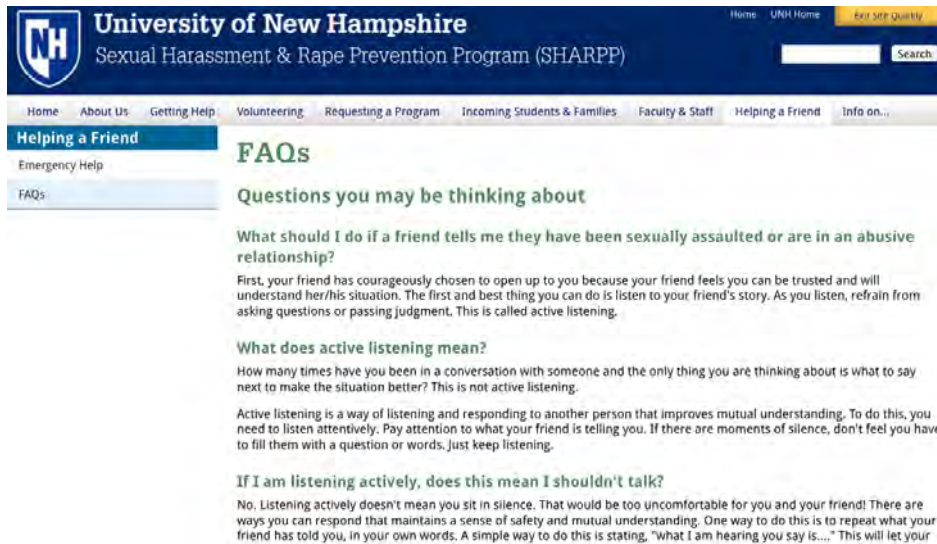 NH
University of New Hampshire
Sexual Harassment & Rape Prevention Program (SHARPP)
Home UNH Home Exit Site Quickly
Search
Home About Us Getting Help Volunteering Requesting a Program Incoming Students & Families Faculty & Staff Helping a Friend Info on...
Helping a Friend
Emergency Help
FAQs
FAQs
Questions you may be thinking about
What should I do if a friend tells me they have been sexually assaulted or are in an abusive
relationship?
First, your friend has courageously chosen to open up to you because your friend feels you can be trusted and will
understand her/his situation. The first and best thing you can do is listen to your friend's story. As you listen, refrain from
asking questions or passing judgment. This is called active listening.
What does active listening mean?
How many times have you been in a conversation with someone and the only thing you are thinking about is what to say
next to make the situation better? This is not active listening.
Active listening is a way of listening and responding to another person that improves mutual understanding. To do this, you
need to listen attentively. Pay attention to what your friend is telling you. If there are moments of silence, don't feel you have
to fill them with a question or words. Just keep listening.
If I am listening actively, does this mean I shouldn't talk?
No. Listening actively doesn't mean you sit in silence. That would be too uncomfortable for you and your friend! There are
ways you can respond that maintains a sense of safety and mutual understanding. One way to do this is to repeat what your
friend has told you, in your own words. A simple way to do this is stating, "what I am hearing you say is...." This will let your